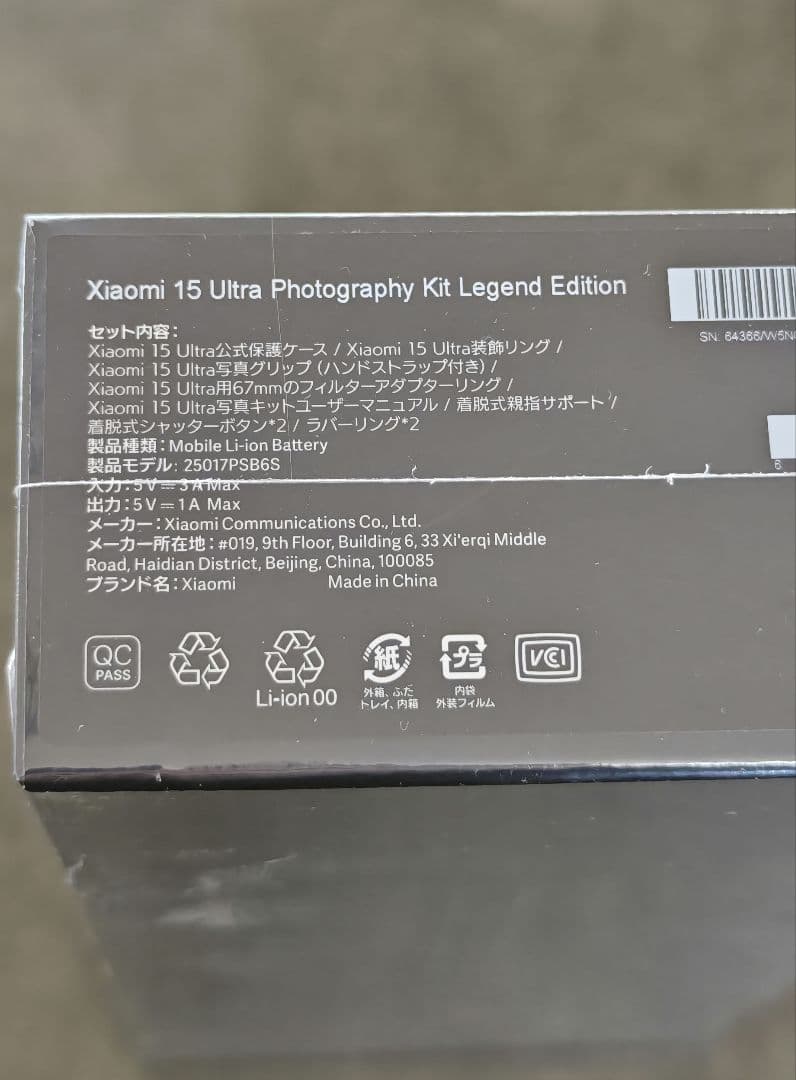 Xiaomi 15 Ultra Photography Kit Legend Edition
セット内容:
Xiaomi 15 Ultra公式保護ケース / Xiaomi 15 Ultra装飾リング /
Xiaomi 15 Ultra写真グリップ (ハンドストラップ付き) /
Xiaomi 15 Ultra用67mmのフィルターアダプターリング /
Xiaomi 15 Ultra写真キットユーザーマニュアル / 着脱式親指サポート /
着脱式シャッターボタン*2 / ラバーリング*2
製品種類：Mobile Li-ion Battery
製品モデル: 25017PSB6S
入力：5V⎓3A Max
出力：5V⎓1A Max
メーカー：Xiaomi Communications Co., Ltd.
メーカー所在地：#019, 9th Floor, Building 6, 33 Xi'erqi Middle
Road, Haidian District, Beijing, China, 100085
ブランド名：Xiaomi Made in China
SN: 64366/W5N
6
QC
PASS
Li-ion 00
紙
外箱、ふた
トレイ、内箱
プラ
内袋
外装フィルム
VCCI